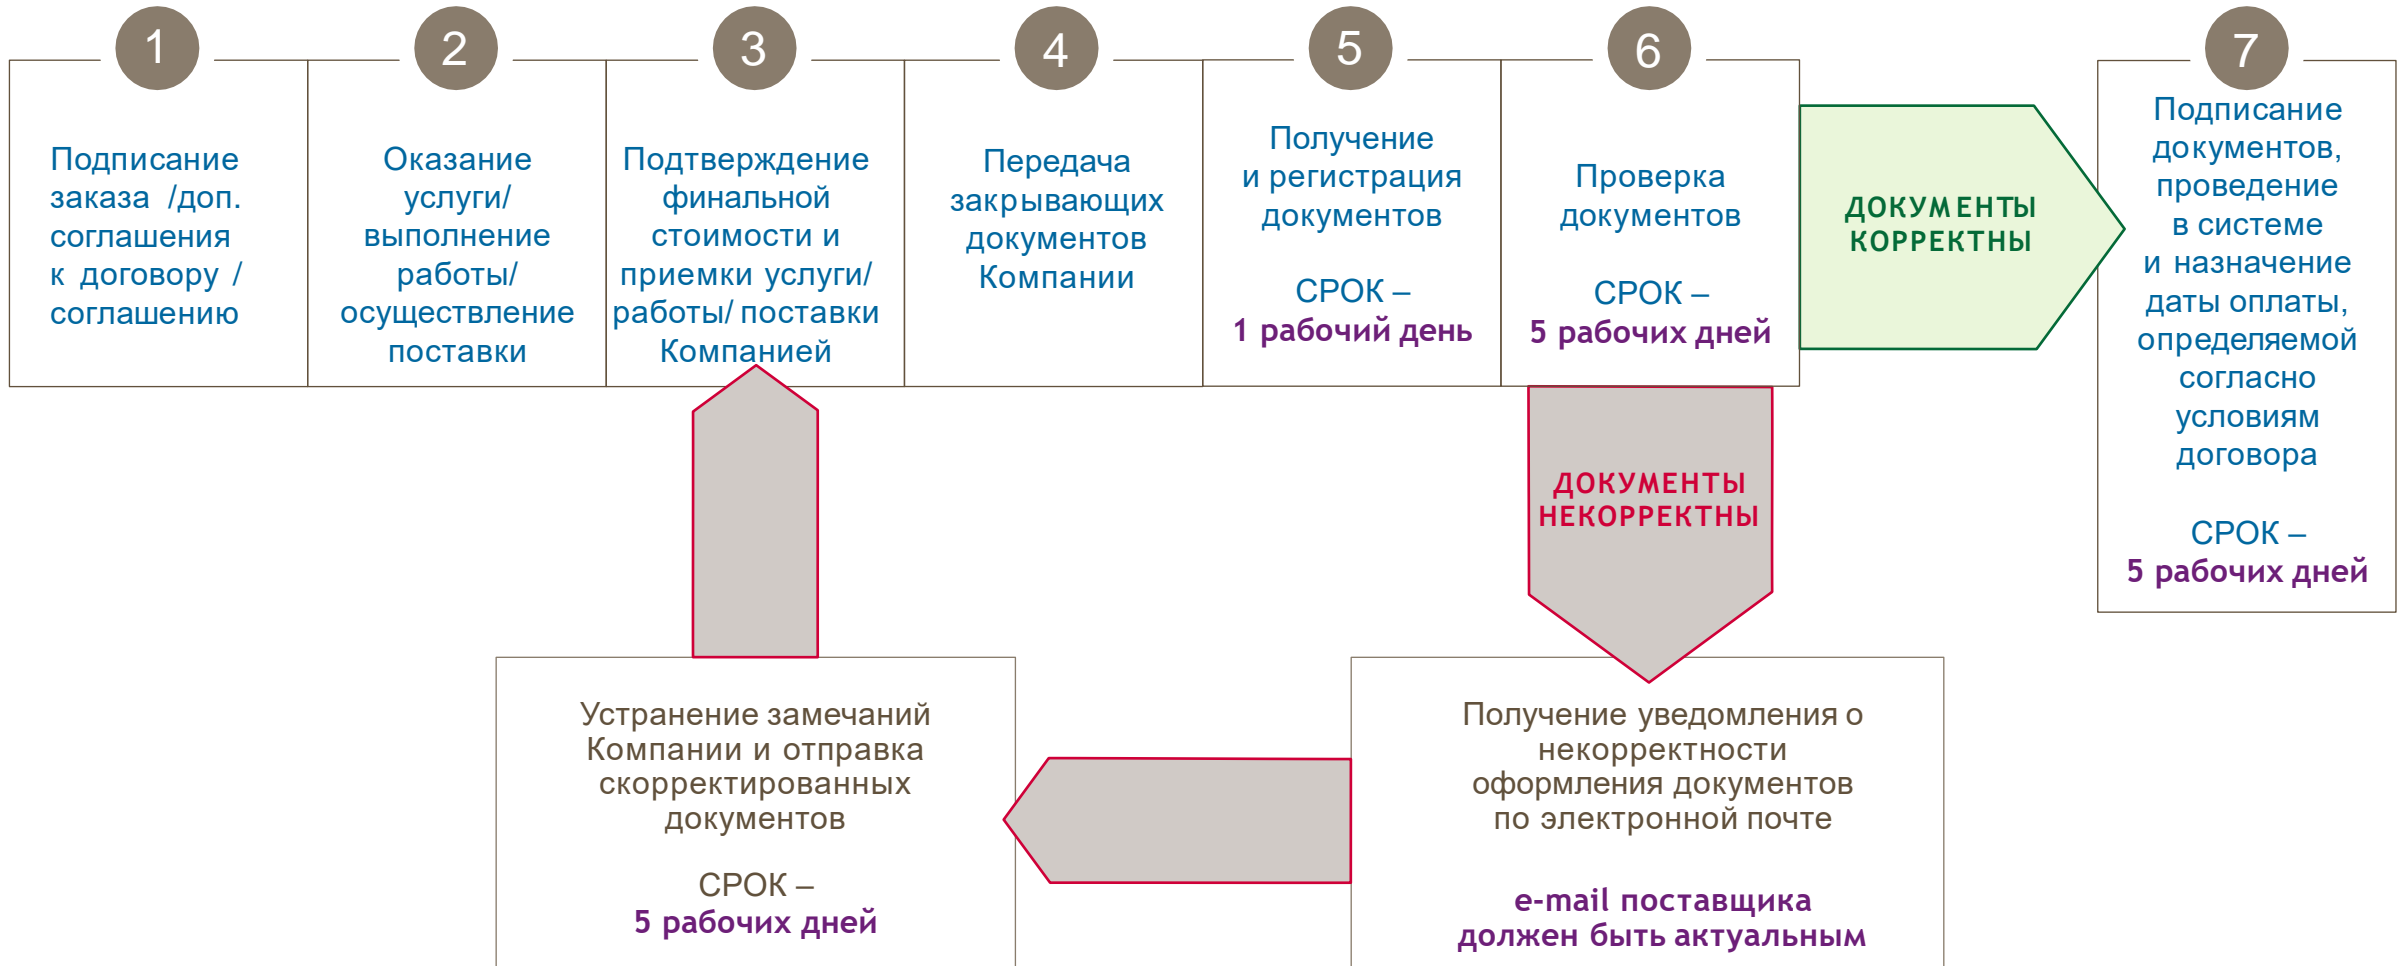 1
Подписание
заказа /доп.
соглашения
к договору /
соглашению
2
Оказание
услуги/
выполнение
работы/
осуществление
поставки
3
Подтверждение
финальной
стоимости и
приемки услуги/
работы/ поставки
Компанией
4
Передача
закрывающих
документов
Компании
5
Получение
и регистрация
документов
СРОК –
1 рабочий день
6
Проверка
документов
СРОК –
5 рабочих дней
ДОКУМЕНТЫ
КОРРЕКТНЫ
7
Подписание
документов,
проведение
в системе
и назначение
даты оплаты,
определяемой
согласно
условиям
договора
СРОК –
5 рабочих дней
ДОКУМЕНТЫ
НЕКОРРЕКТНЫ
Получение уведомления о
некорректности
оформления документов
по электронной почте
e-mail поставщика
должен быть актуальным
Устранение замечаний
Компании и отправка
скорректированных
документов
СРОК –
5 рабочих дней